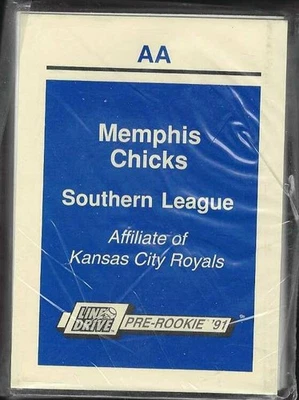 AA
Memphis
Chicks
Southern League
Affiliate of
Kansas City Royals
LINE
DRIVE
PRE-ROOKIE '91